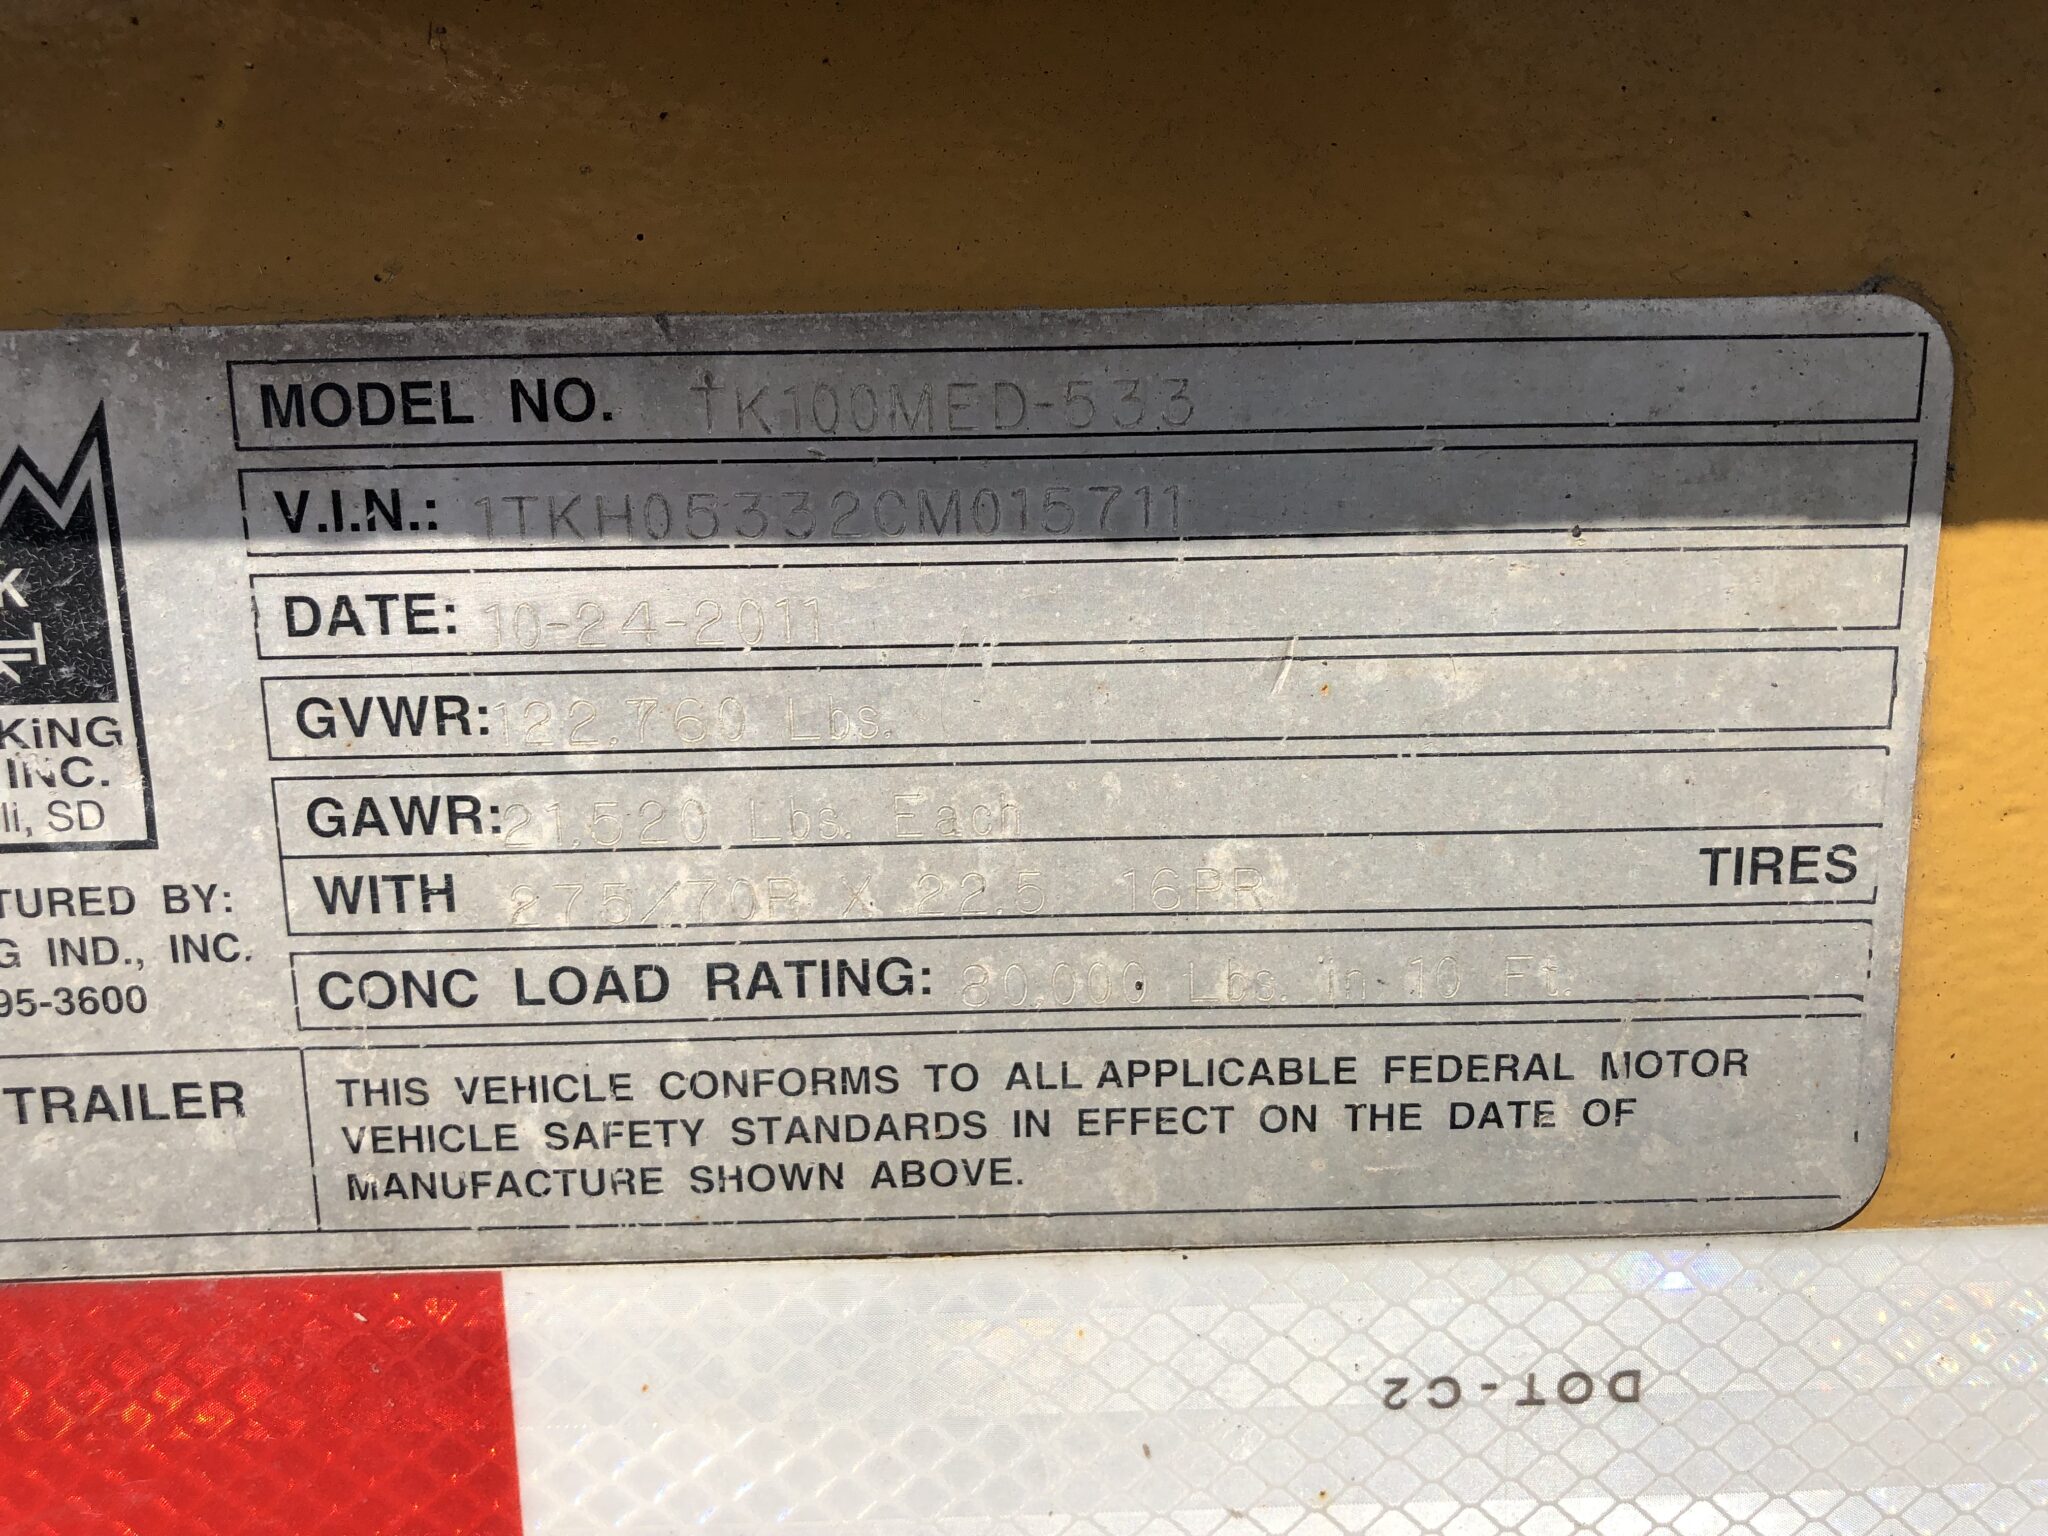 MODEL NO. TK100MED-533
V.I.N.: 1TKH05332CM015711
DATE: 10-24-2011
GVWR: 122,760 Lbs.
GAWR: 21,520 Lbs. Each
WITH 275/70R X 22.5 16PR TIRES
CONC LOAD RATING: 80,000 Lbs. in 10 Ft.
THIS VEHICLE CONFORMS TO ALL APPLICABLE FEDERAL MOTOR
VEHICLE SAFETY STANDARDS IN EFFECT ON THE DATE OF
MANUFACTURE SHOWN ABOVE.
K
TK
KiNG
INC.
li, SD
TURED BY:
G IND., INC.
95-3600
TRAILER
DOT-C2